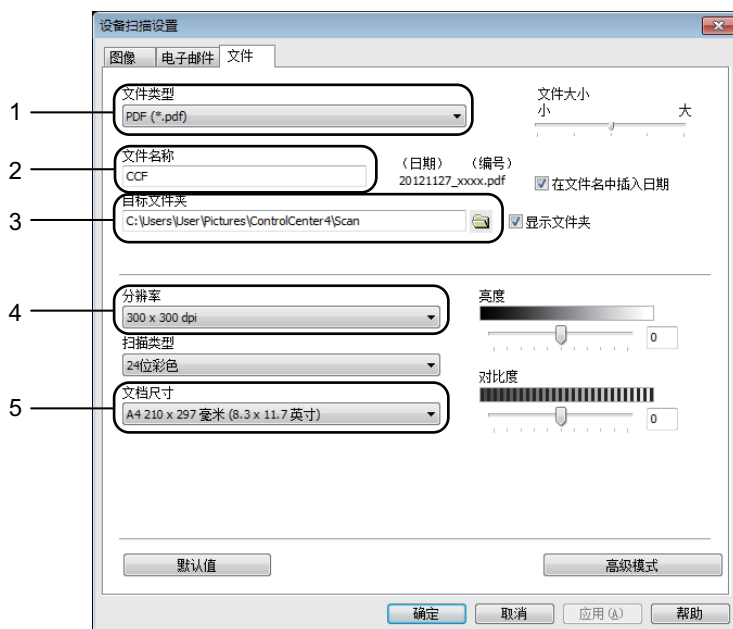 设备扫描设置
图像 电子邮件 文件
1 文件类型 文件大小
PDF (*.pdf) 小 大
2 文件名称 (日期) (编号)
CCF 20121127_xxxx.pdf 在文件名中插入日期
目标文件夹
3 C:\Users\User\Pictures\ControlCenter4\Scan 显示文件夹
分辨率 亮度
4 300 x 300 dpi 0
扫描类型
24位彩色 对比度
文档尺寸
5 A4 210 x 297 毫米 (8.3 x 11.7 英寸) 0
默认值 高级模式
确定 取消 应用(A) 帮助